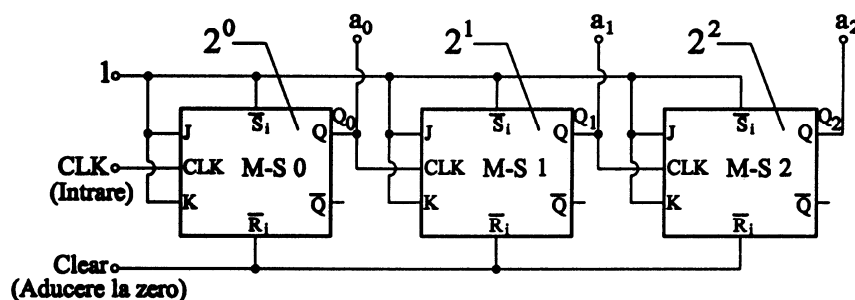 a₀ a₁ a₂
2⁰ 2¹ 2²
1
S̅ᵢ Q₀ S̅ᵢ Q₁ S̅ᵢ Q₂
J Q J Q J Q
CLK CLK M-S 0 CLK M-S 1 CLK M-S 2
(Intrare)
K Q̅ K Q̅ K Q̅
R̅ᵢ R̅ᵢ R̅ᵢ
Clear
(Aducere la zero)